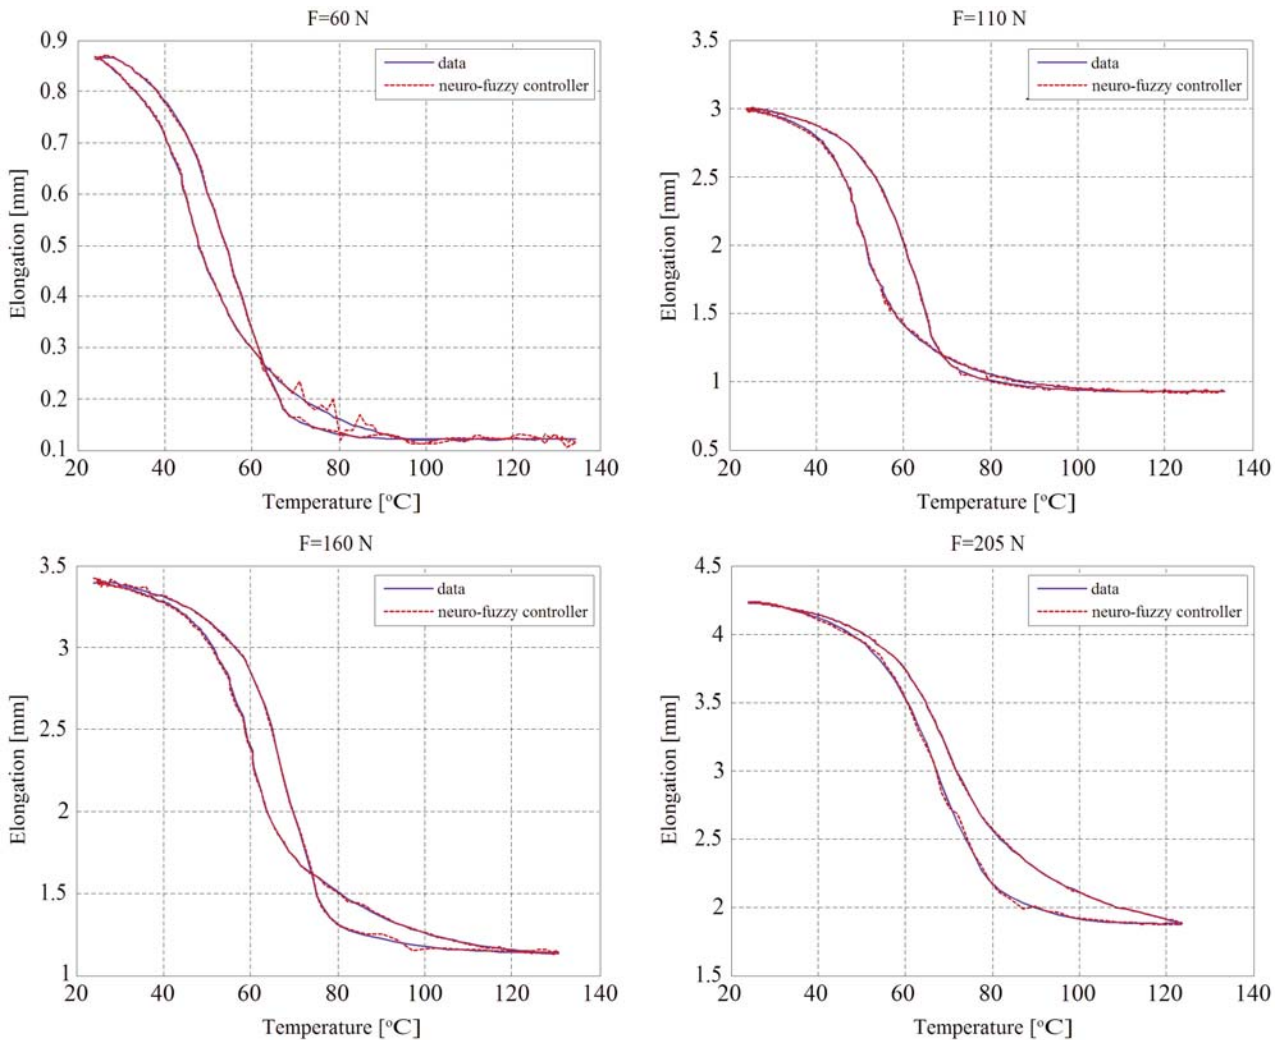 F=60 N
0.9
0.8
0.7
0.6
0.5
0.4
0.3
0.2
0.1
Elongation [mm]
data
neuro-fuzzy controller
20 40 60 80 100 120 140
Temperature [°C]
F=110 N
3.5
3
2.5
2
1.5
1
0.5
Elongation [mm]
data
neuro-fuzzy controller
20 40 60 80 100 120 140
Temperature [°C]
F=160 N
3.5
3
2.5
2
1.5
1
Elongation [mm]
data
neuro-fuzzy controller
20 40 60 80 100 120 140
Temperature [°C]
F=205 N
4.5
4
3.5
3
2.5
2
1.5
Elongation [mm]
data
neuro-fuzzy controller
20 40 60 80 100 120 140
Temperature [°C]